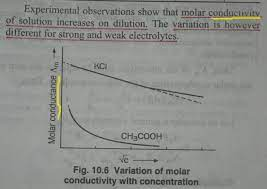 Experimental observations show that molar conductivity
of solution increases on dilution. The variation is however
different for strong and weak electrolytes.
KCl
Molar conductance Λm
CH₃COOH
√c
Fig. 10.6 Variation of molar
conductivity with concentration